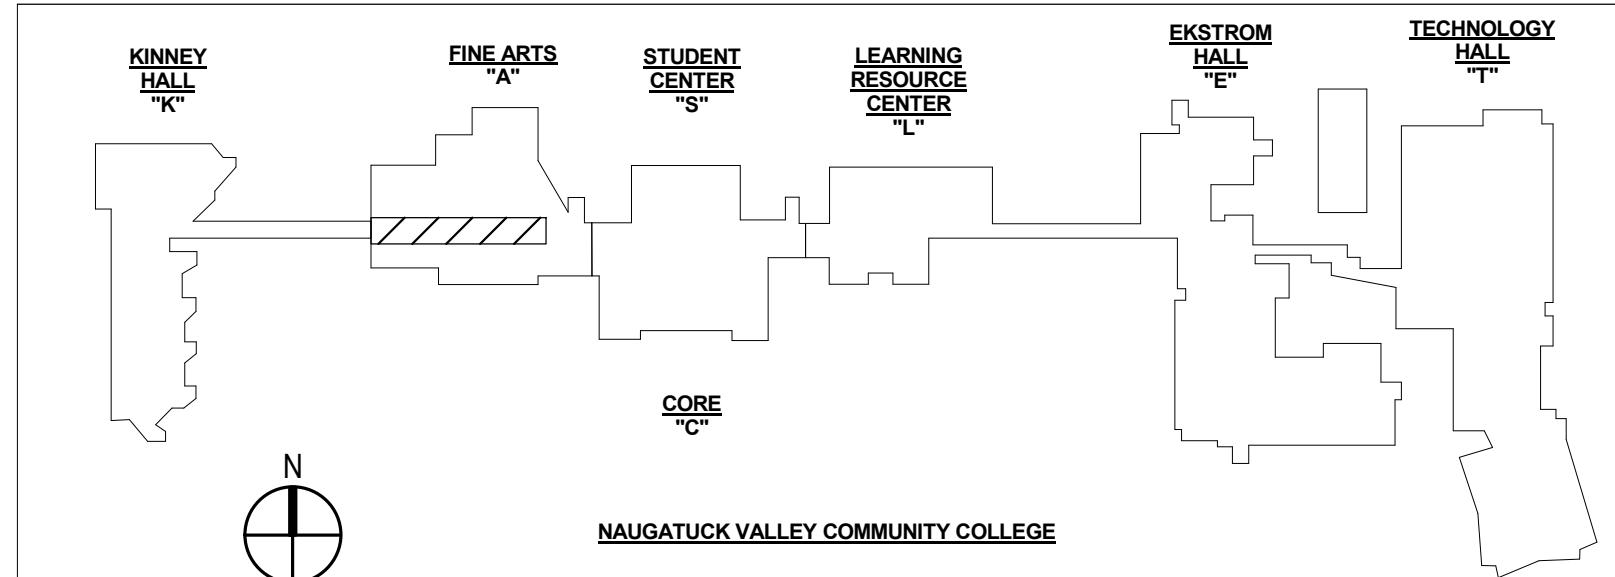 KINNEY
HALL
"K"
FINE ARTS
"A"
STUDENT
CENTER
"S"
LEARNING
RESOURCE
CENTER
"L"
EKSTROM
HALL
"E"
TECHNOLOGY
HALL
"T"
CORE
"C"
N
NAUGATUCK VALLEY COMMUNITY COLLEGE